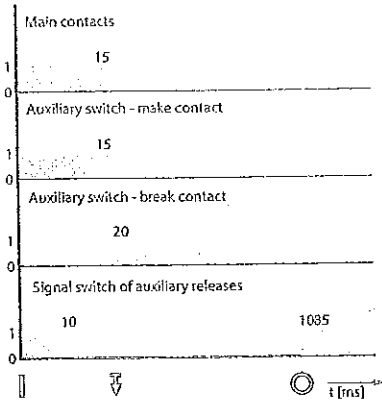 Main contacts
15
1
0
Auxiliary switch - make contact
15
1
0
Auxiliary switch - break contact
20
1
0
Signal switch of auxiliary releases
10 1035
1
0
t [ms]